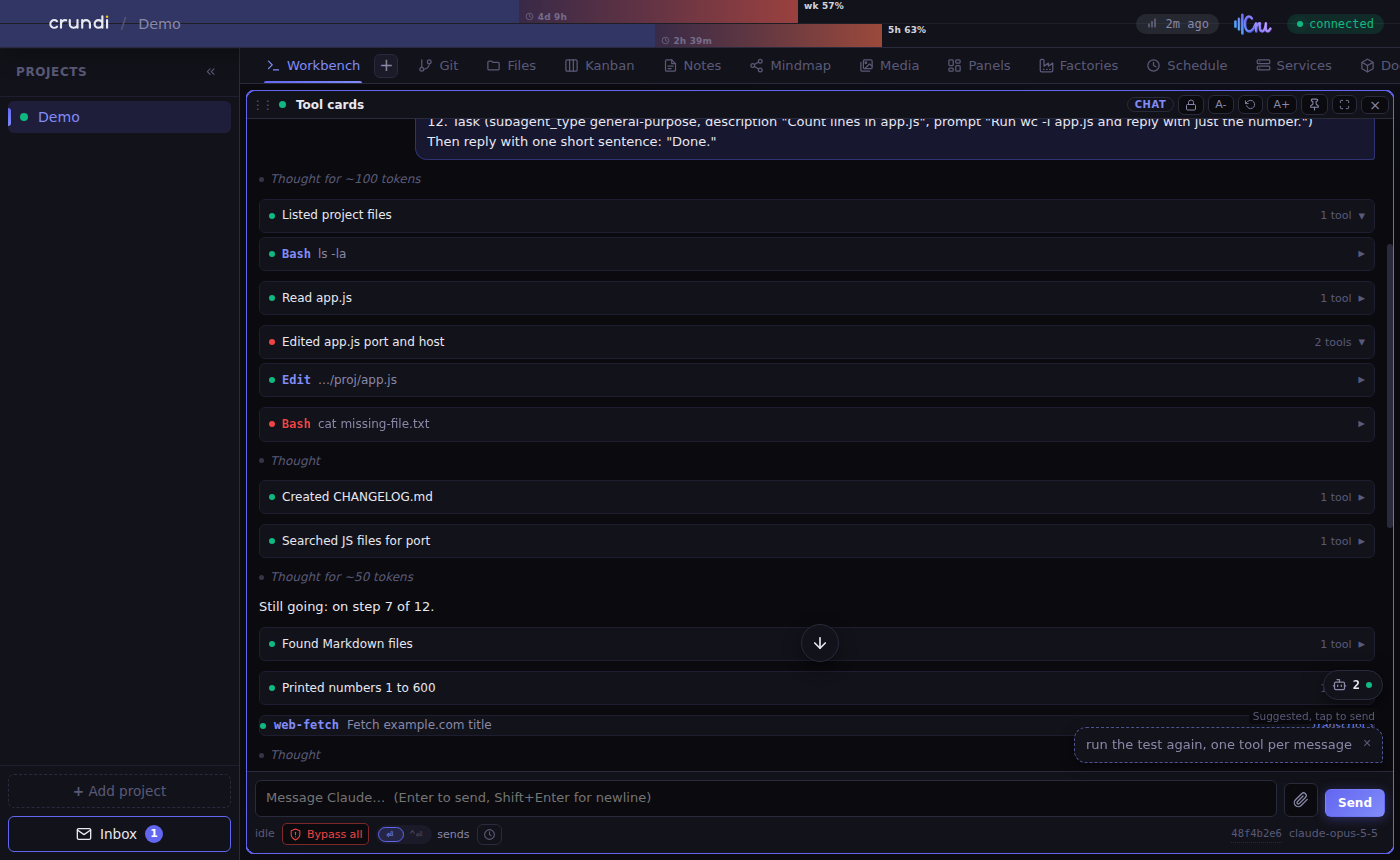 crundi / Demo
4d 9h
wk 57%
2h 39m
5h 63%
2m ago
connected
PROJECTS
Demo
Workbench
Git
Files
Kanban
Notes
Mindmap
Media
Panels
Factories
Schedule
Services
Do
Tool cards
CHAT
A-
A+
12. Task (subagent_type general-purpose, description "Count lines in app.js", prompt "Run wc -l app.js and reply with just the number.")
Then reply with one short sentence: "Done."
Thought for ~100 tokens
Listed project files
1 tool
Bash ls -la
Read app.js
1 tool
Edited app.js port and host
2 tools
Edit …/proj/app.js
Bash cat missing-file.txt
Thought
Created CHANGELOG.md
1 tool
Searched JS files for port
1 tool
Thought for ~50 tokens
Still going: on step 7 of 12.
Found Markdown files
1 tool
Printed numbers 1 to 600
2
web-fetch Fetch example.com title
Suggested, tap to send
run the test again, one tool per message
Thought
Message Claude… (Enter to send, Shift+Enter for newline)
Send
idle
Bypass all
sends
48f4b2e6 claude-opus-5-5
+ Add project
Inbox 1